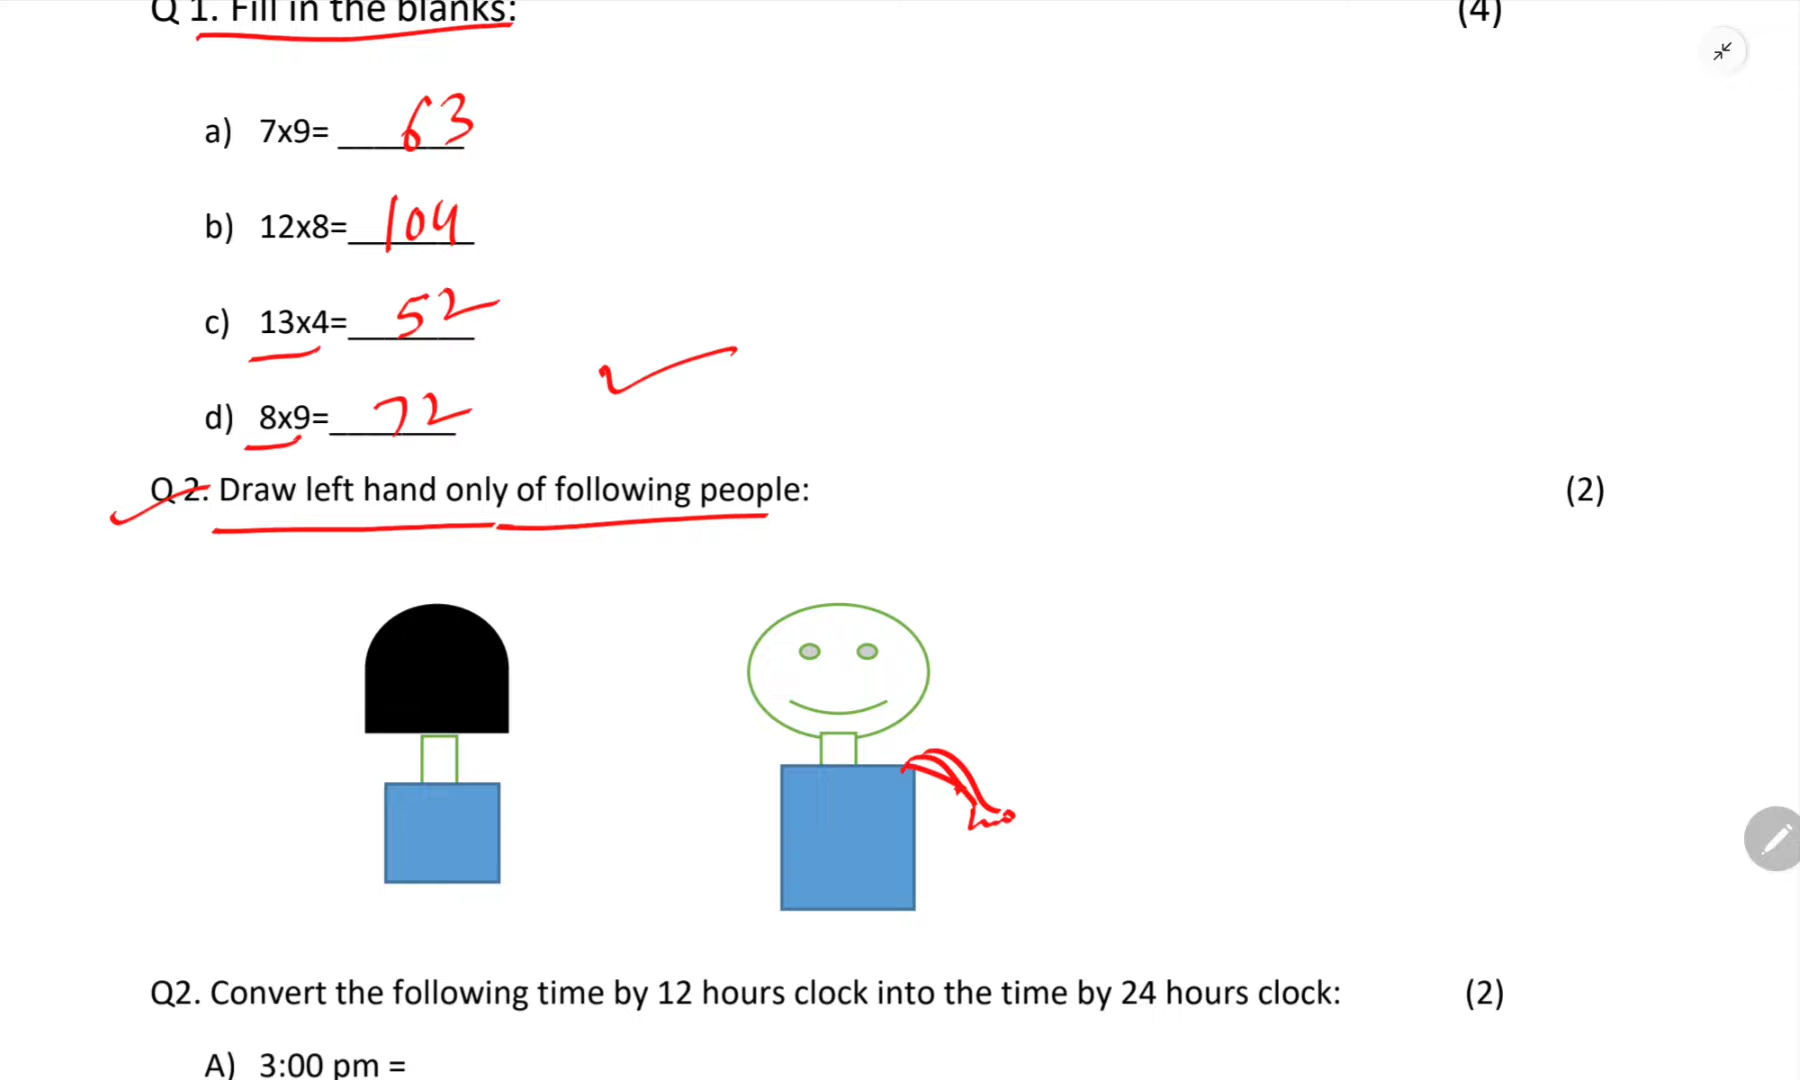 Q 1. Fill in the blanks: (4)
a) 7x9= 63
b) 12x8= 104
c) 13x4= 52
d) 8x9= 72
Q 2. Draw left hand only of following people: (2)
Q2. Convert the following time by 12 hours clock into the time by 24 hours clock: (2)
A) 3:00 pm =